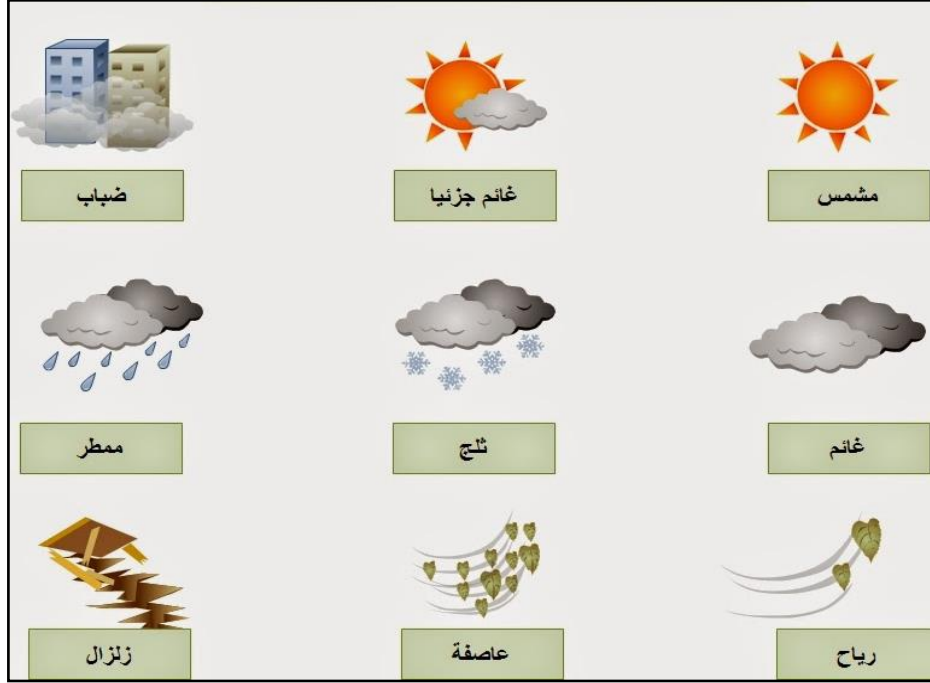 مشمس
غائم جزئيا
ضباب
غائم
ثلج
ممطر
رياح
عاصفة
زلزال